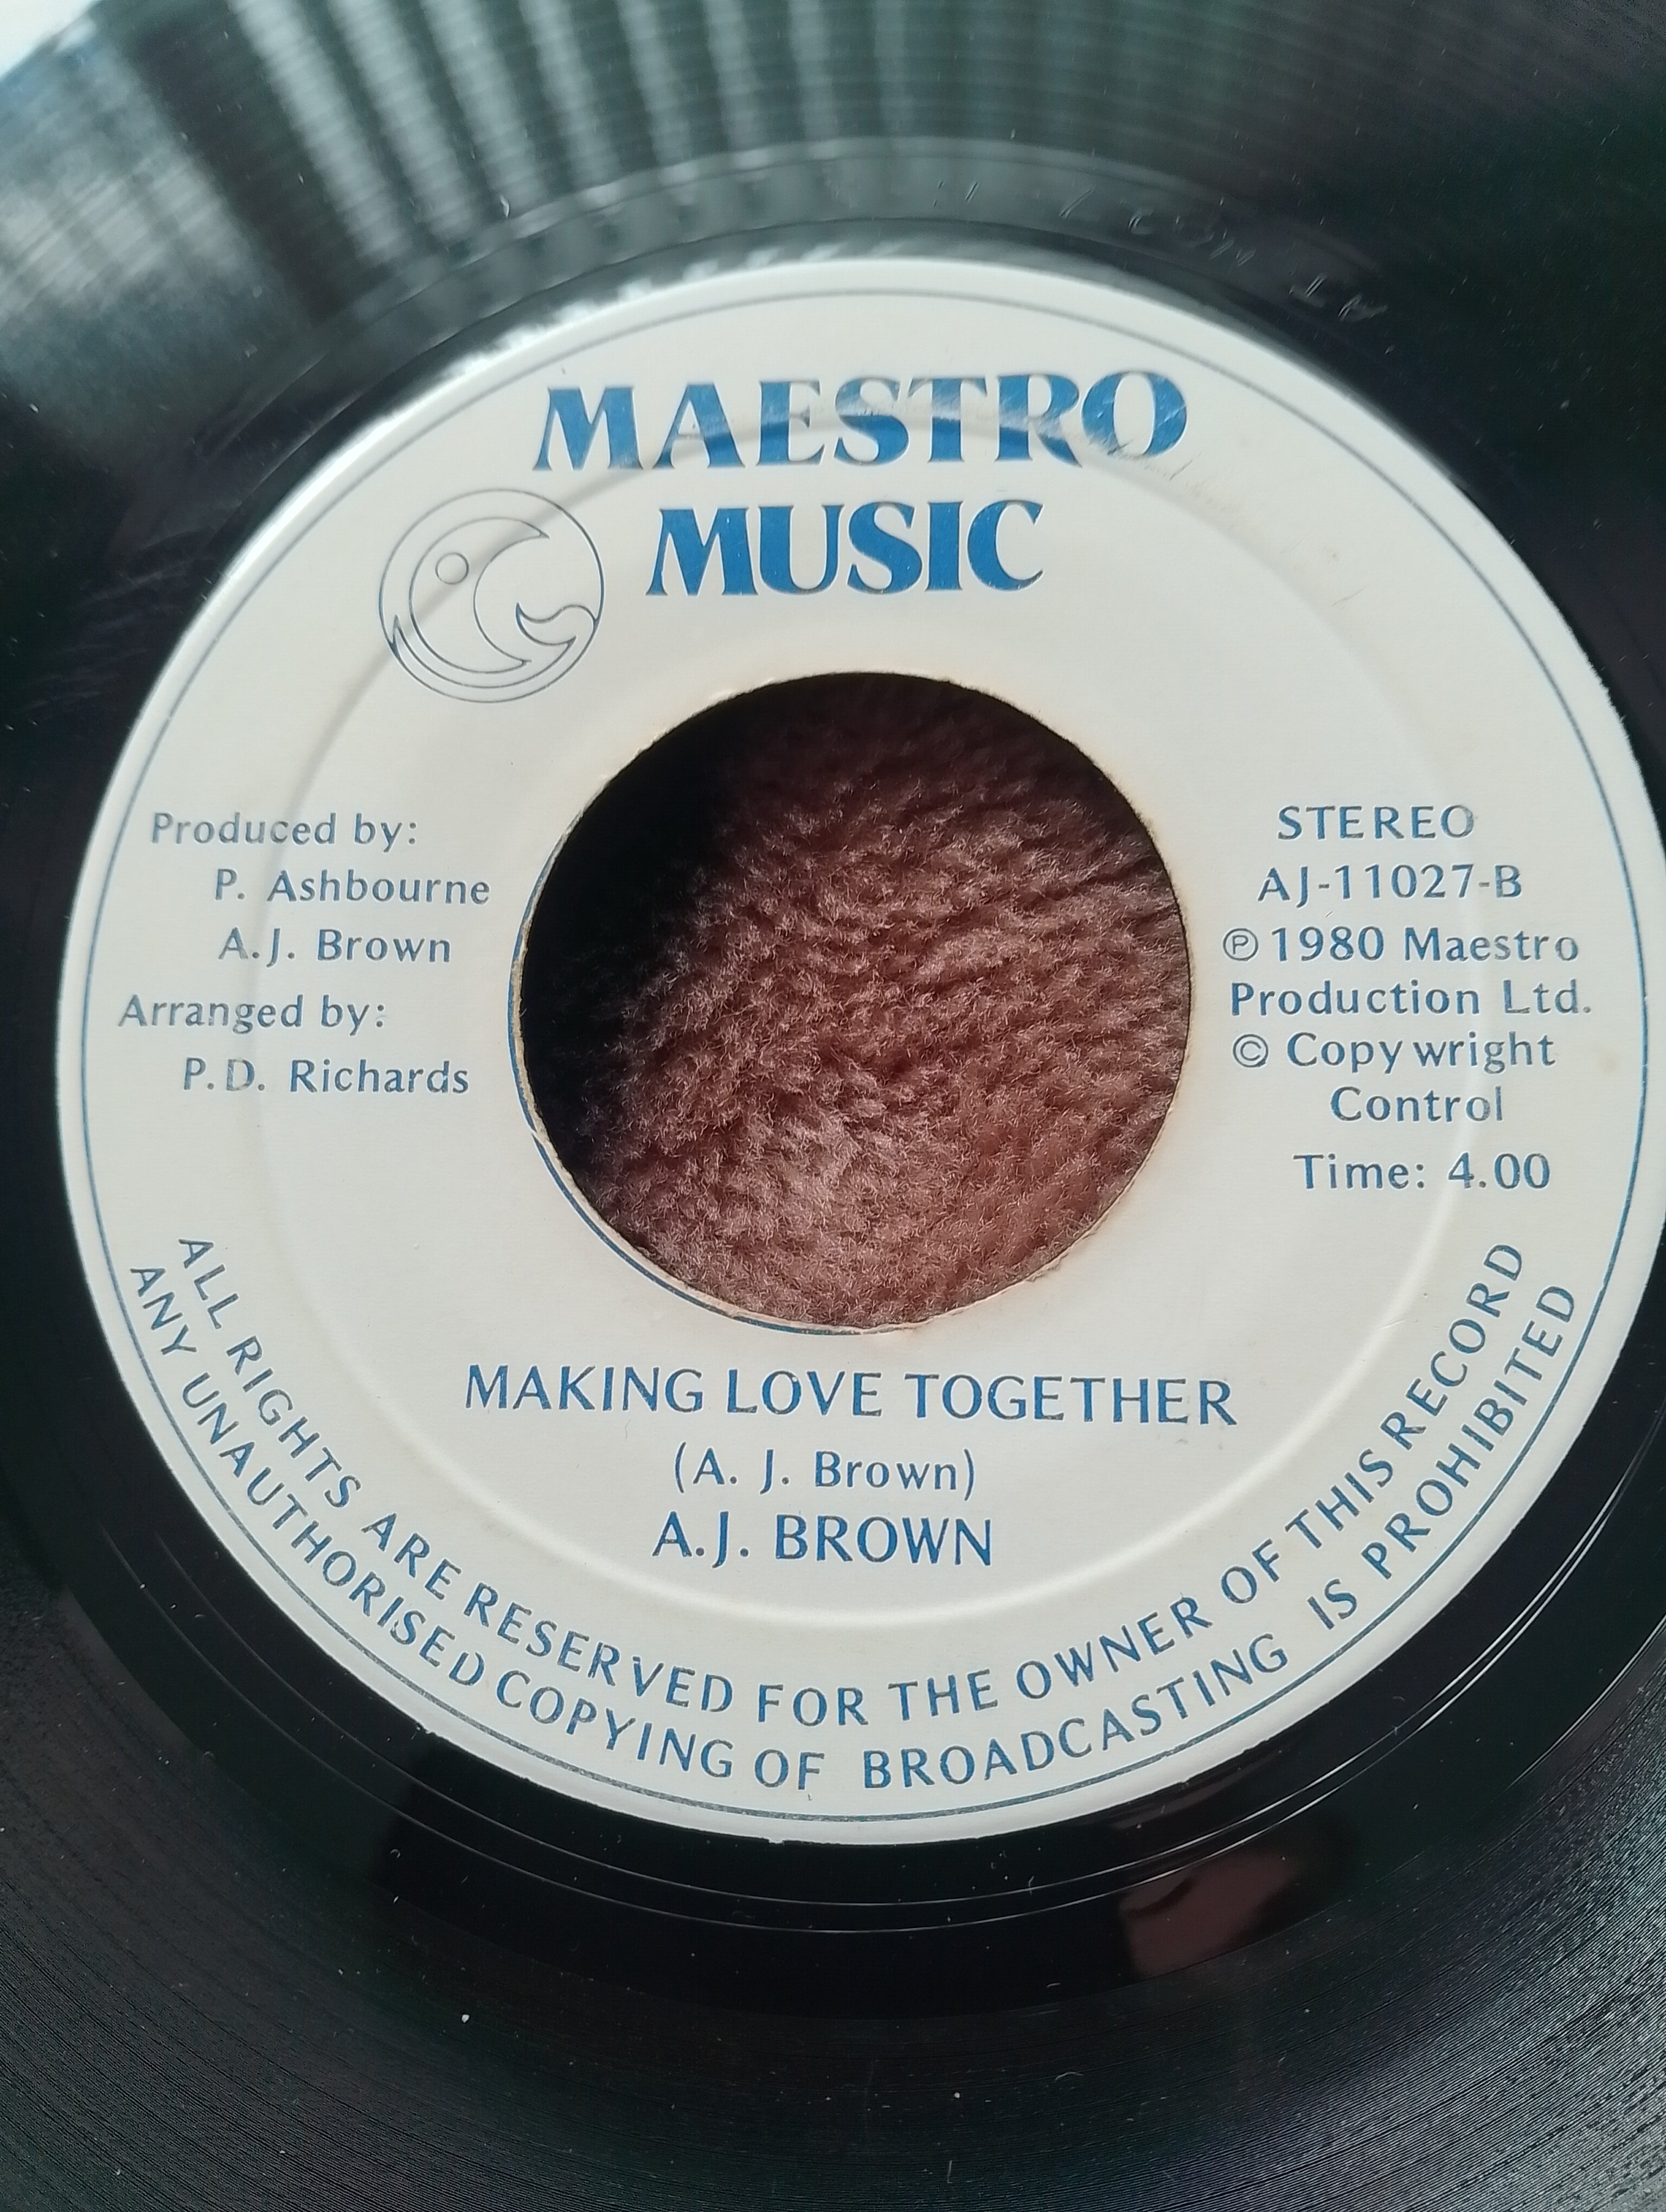 MAESTRO
MUSIC
Produced by:
P. Ashbourne
A.J. Brown
Arranged by:
P.D. Richards
STEREO
AJ-11027-B
℗ 1980 Maestro
Production Ltd.
© Copywright
Control
Time: 4.00
MAKING LOVE TOGETHER
(A. J. Brown)
A.J. BROWN
ALL RIGHTS ARE RESERVED FOR THE OWNER OF THIS RECORD
ANY UNAUTHORISED COPYING OF BROADCASTING IS PROHIBITED